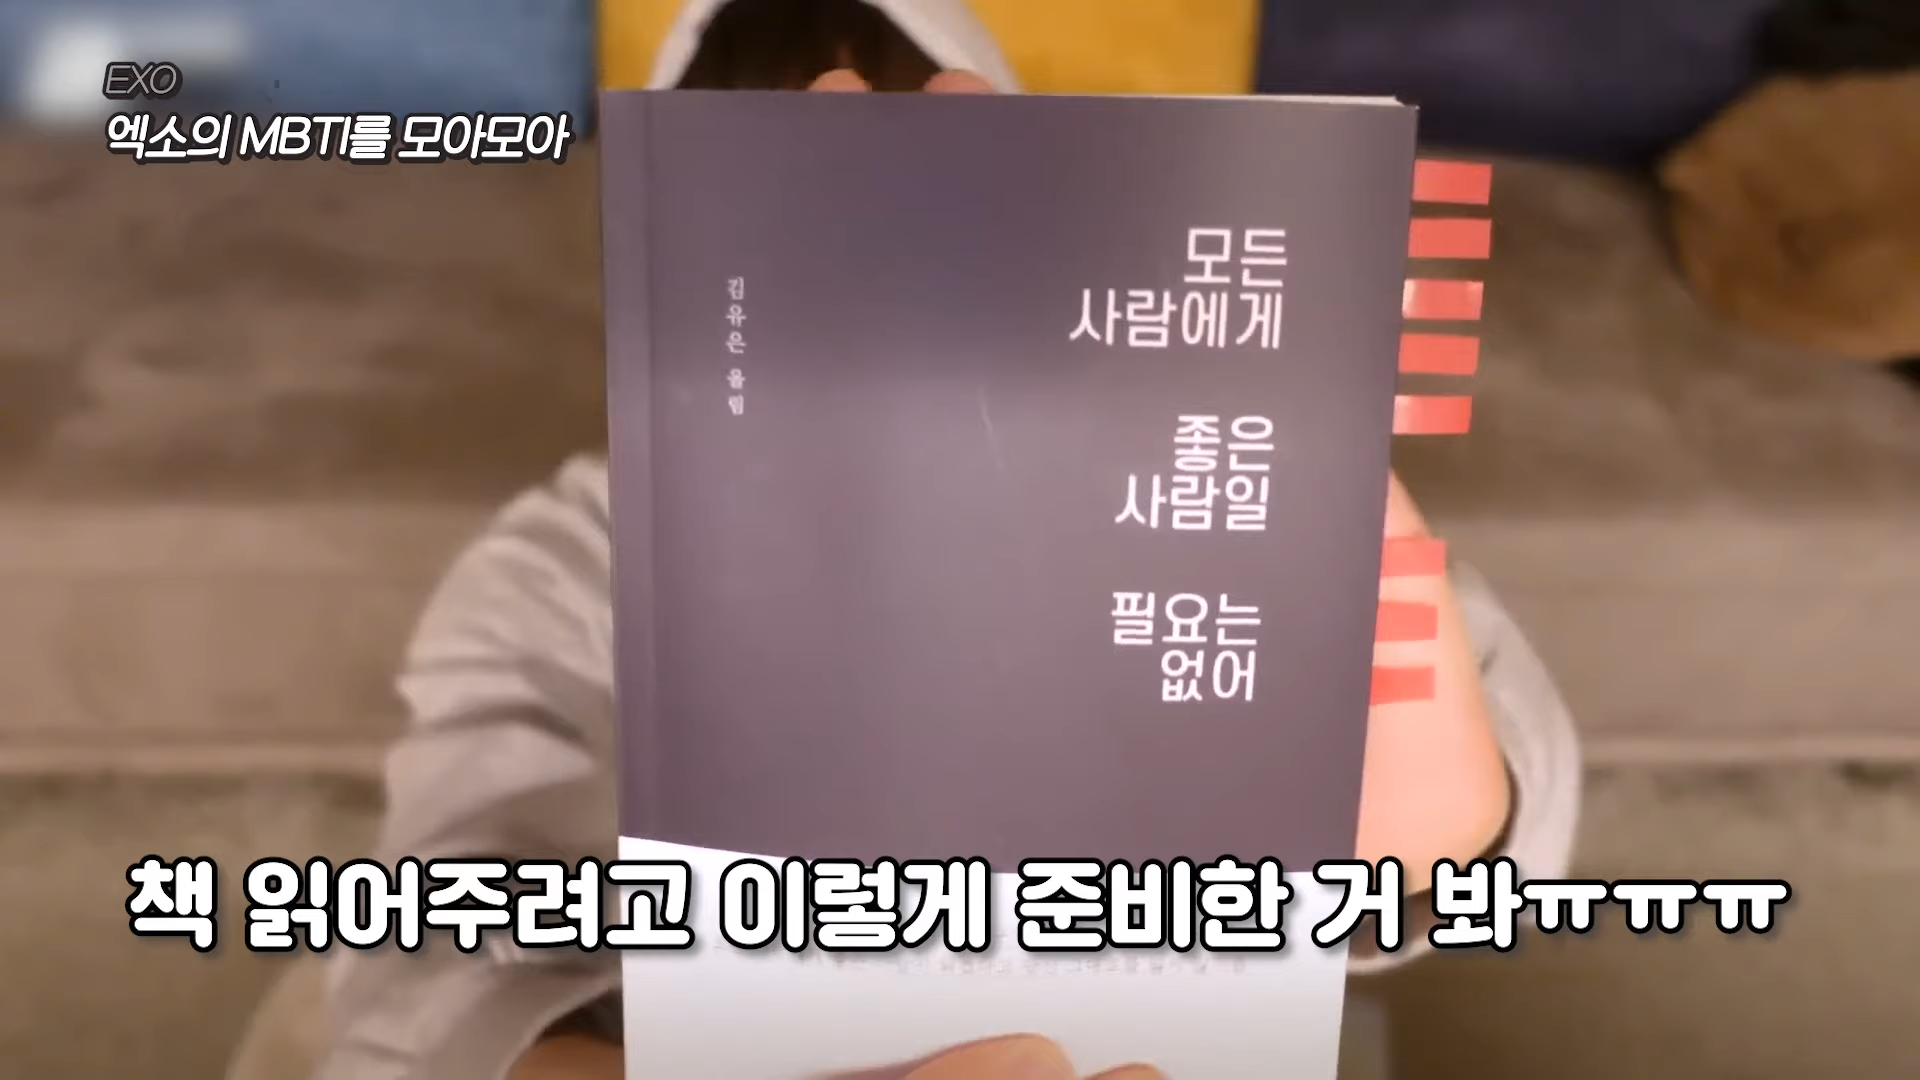 EXO
엑소의 MBTI를 모아모아
모든
사람에게
좋은
사람일
필요는
없어
김유은 올림
책 읽어주려고 이렇게 준비한 거 봐ㅠㅠㅠ